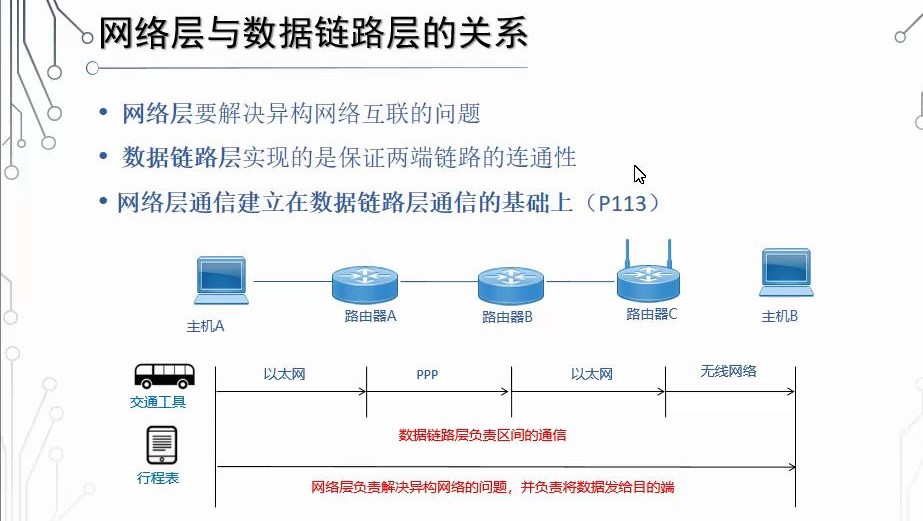 网络层与数据链路层的关系
• 网络层要解决异构网络互联的问题
• 数据链路层实现的是保证两端链路的连通性
• 网络层通信建立在数据链路层通信的基础上（P113）
主机A
路由器A
路由器B
路由器C
主机B
以太网
PPP
以太网
无线网络
交通工具
数据链路层负责区间的通信
行程表
网络层负责解决异构网络的问题，并负责将数据发给目的端